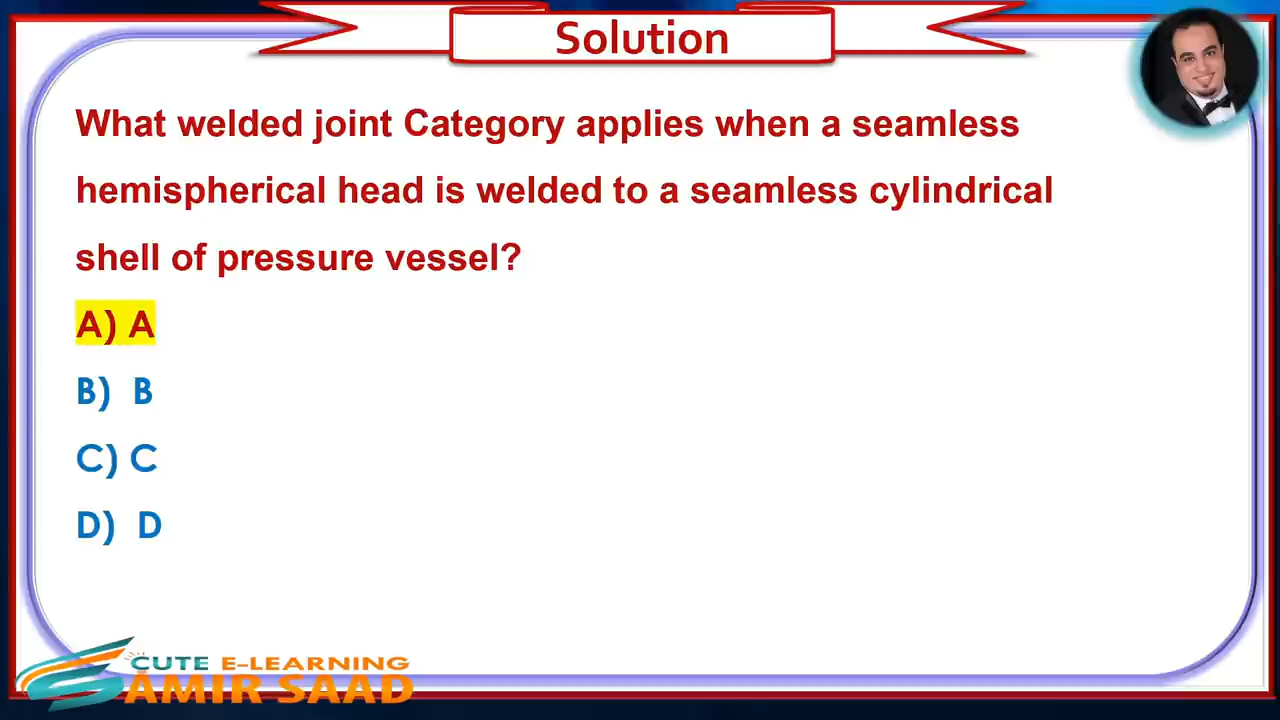 Solution
What welded joint Category applies when a seamless
hemispherical head is welded to a seamless cylindrical
shell of pressure vessel?
A) A
B) B
C) C
D) D
CUTE E-LEARNING
AMIR SAAD